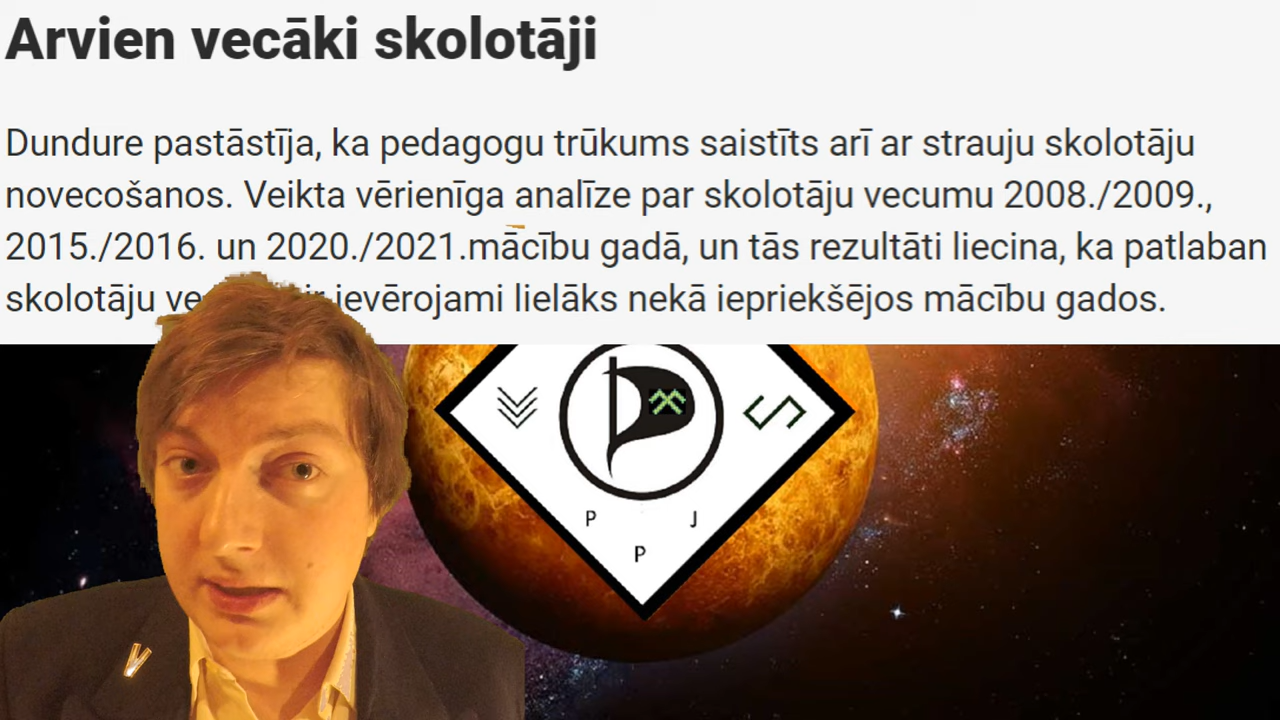 Arvien vecāki skolotāji
Dundure pastāstīja, ka pedagogu trūkums saistīts arī ar strauju skolotāju
novecošanos. Veikta vērienīga analīze par skolotāju vecumu 2008./2009.,
2015./2016. un 2020./2021.mācību gadā, un tās rezultāti liecina, ka patlaban
skolotāju ievērojami lielāks nekā iepriekšējos mācību gados.
P J
P